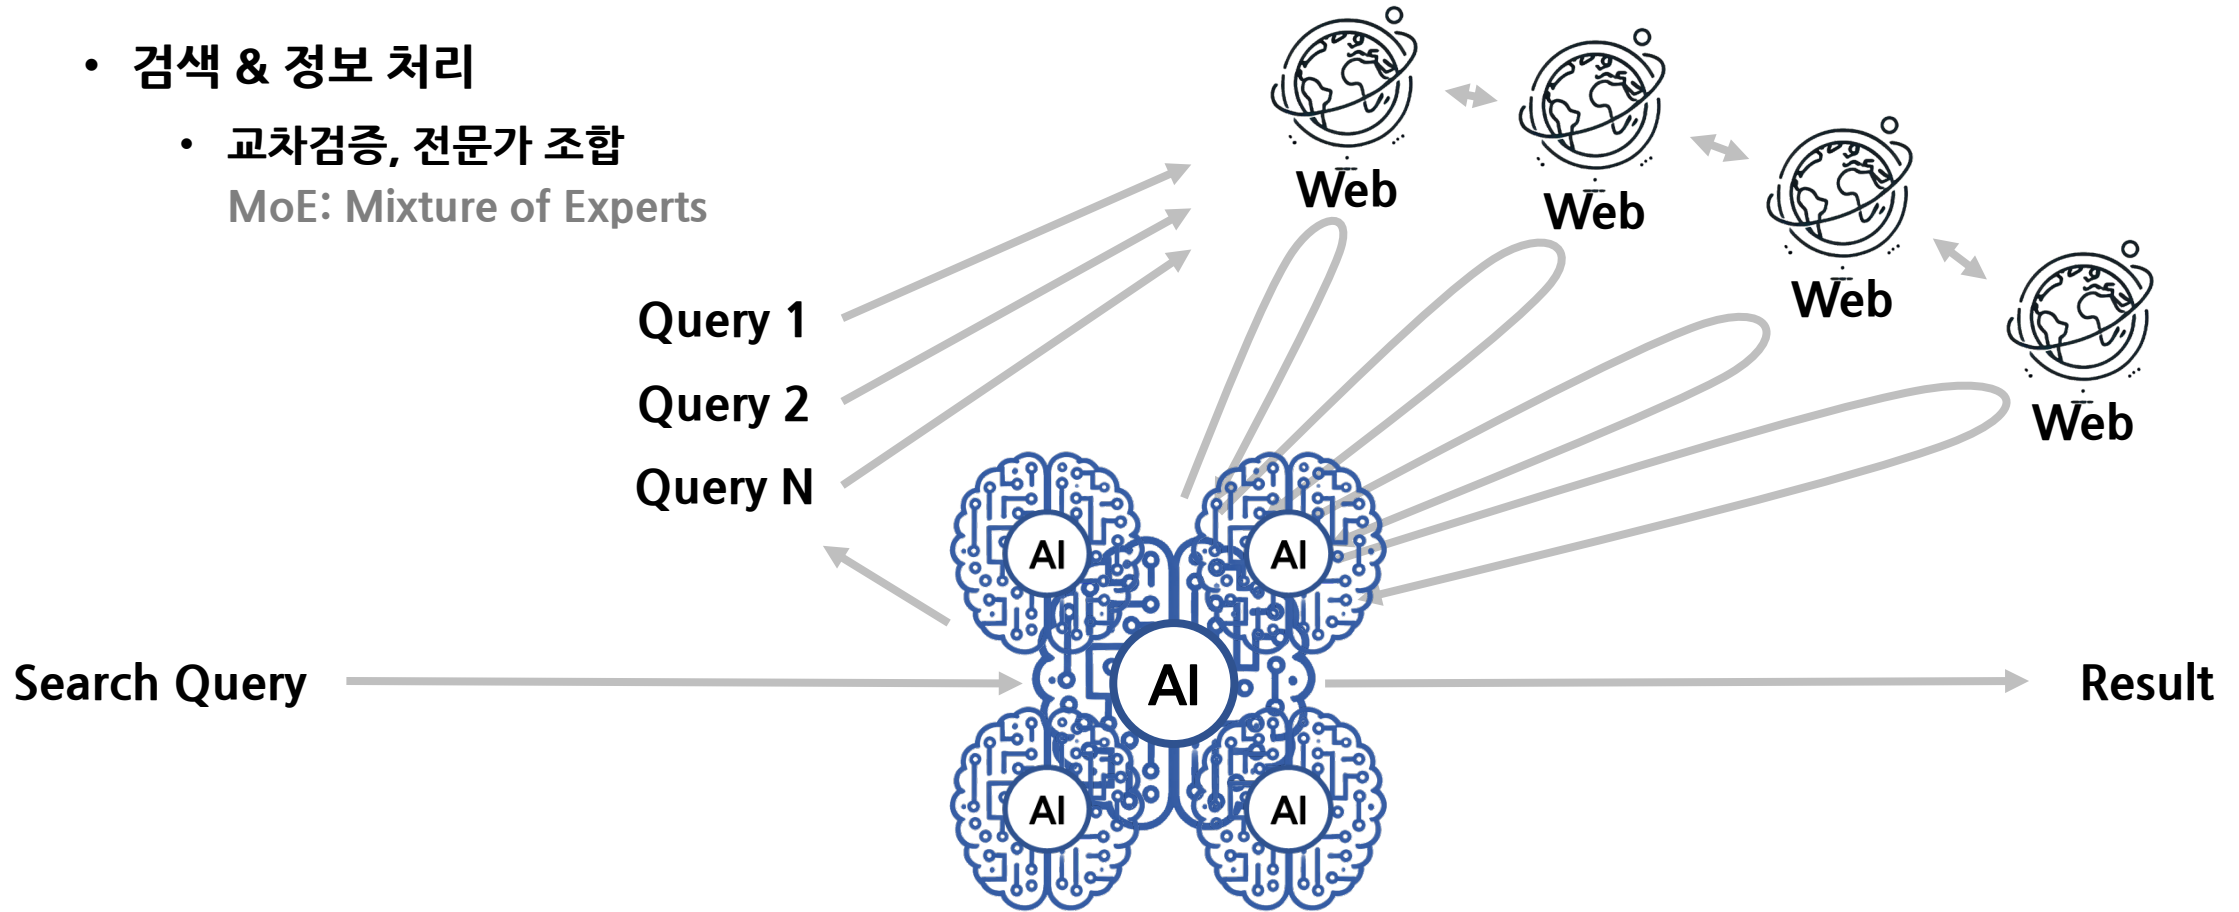 • 검색 & 정보 처리
• 교차검증, 전문가 조합
MoE: Mixture of Experts
Web
Web
Web
Web
Query 1
Query 2
Query N
AI
AI
Search Query
AI
Result
AI
AI